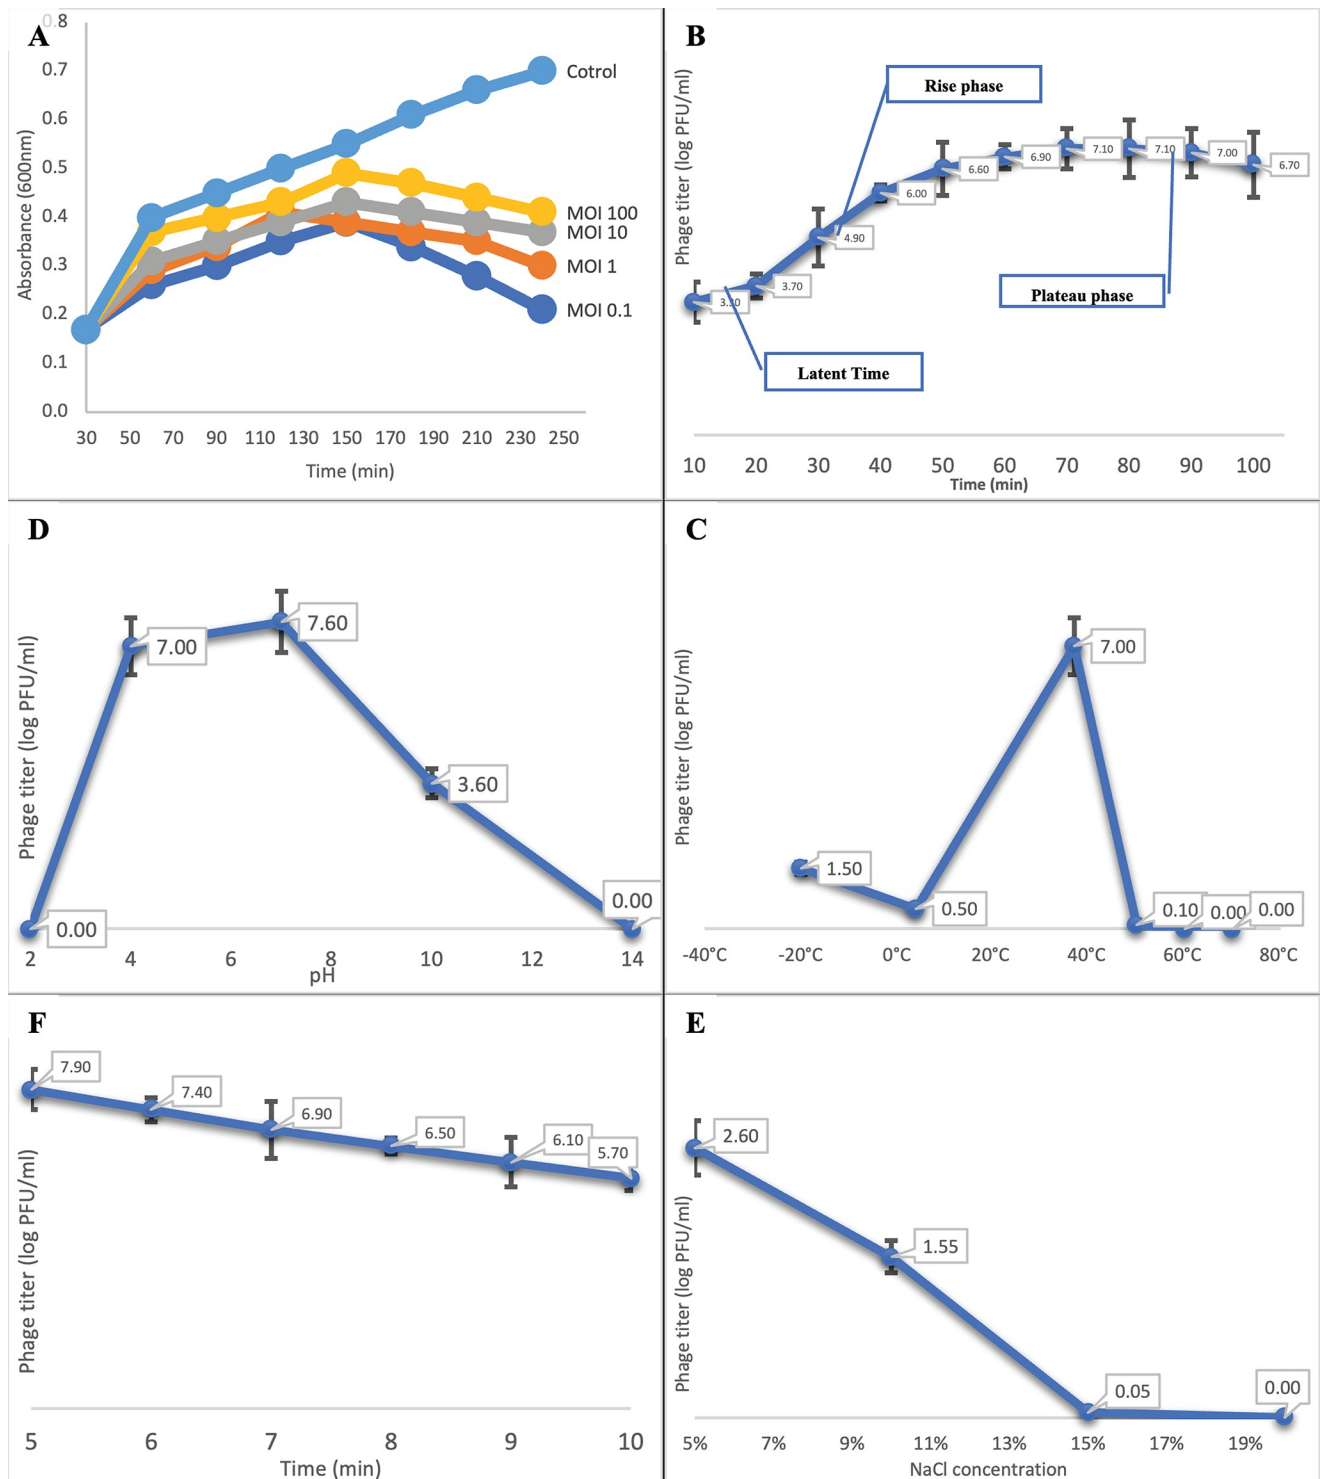 A
0.8
0.7
0.6
0.5
0.4
0.3
0.2
0.1
0.0
Absorbance (600nm)
Cotrol
MOI 100
MOI 10
MOI 1
MOI 0.1
30 50 70 90 110 130 150 170 190 210 230 250
Time (min)
B
Phage titer (log PFU/ml)
Rise phase
3.30 3.70 4.90 6.00 6.60 6.90 7.10 7.10 7.00 6.70
Plateau phase
Latent Time
10 20 30 40 50 60 70 80 90 100
Time (min)
D
Phage titer (log PFU/ml)
0.00 7.00 7.60 3.60 0.00
2 4 6 8 10 12 14
pH
C
Phage titer (log PFU/ml)
1.50 0.50 7.00 0.10 0.00 0.00
-40°C -20°C 0°C 20°C 40°C 60°C 80°C
F
Phage titer (log PFU/ml)
7.90 7.40 6.90 6.50 6.10 5.70
5 6 7 8 9 10
Time (min)
E
Phage titer (log PFU/ml)
2.60 1.55 0.05 0.00
5% 7% 9% 11% 13% 15% 17% 19%
NaCl concentration